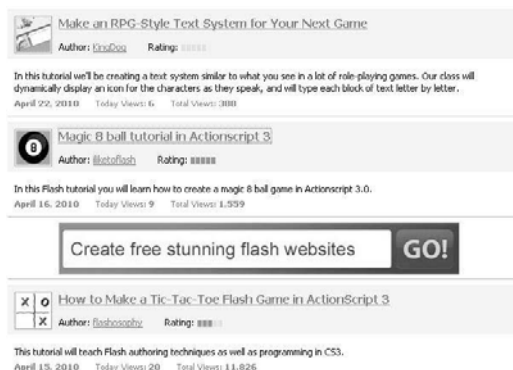 Make an RPG-Style Text System for Your Next Game
Author: KingDog Rating:
In this tutorial we'll be creating a text system similar to what you see in a lot of role-playing games. Our class will
dynamically display an icon for the characters as they speak, and will type each block of text letter by letter.
April 22, 2010 Today Views: 6 Total Views: 388
8
Magic 8 ball tutorial in Actionscript 3
Author: liketoflash Rating:
In this Flash tutorial you will learn how to create a magic 8 ball game in Actionscript 3.0.
April 16, 2010 Today Views: 9 Total Views: 1,559
Create free stunning flash websites GO!
X O
X
How to Make a Tic-Tac-Toe Flash Game in ActionScript 3
Author: flashosophy Rating:
This tutorial will teach Flash authoring techniques as well as programming in CS3.
April 15, 2010 Today Views: 20 Total Views: 11,826